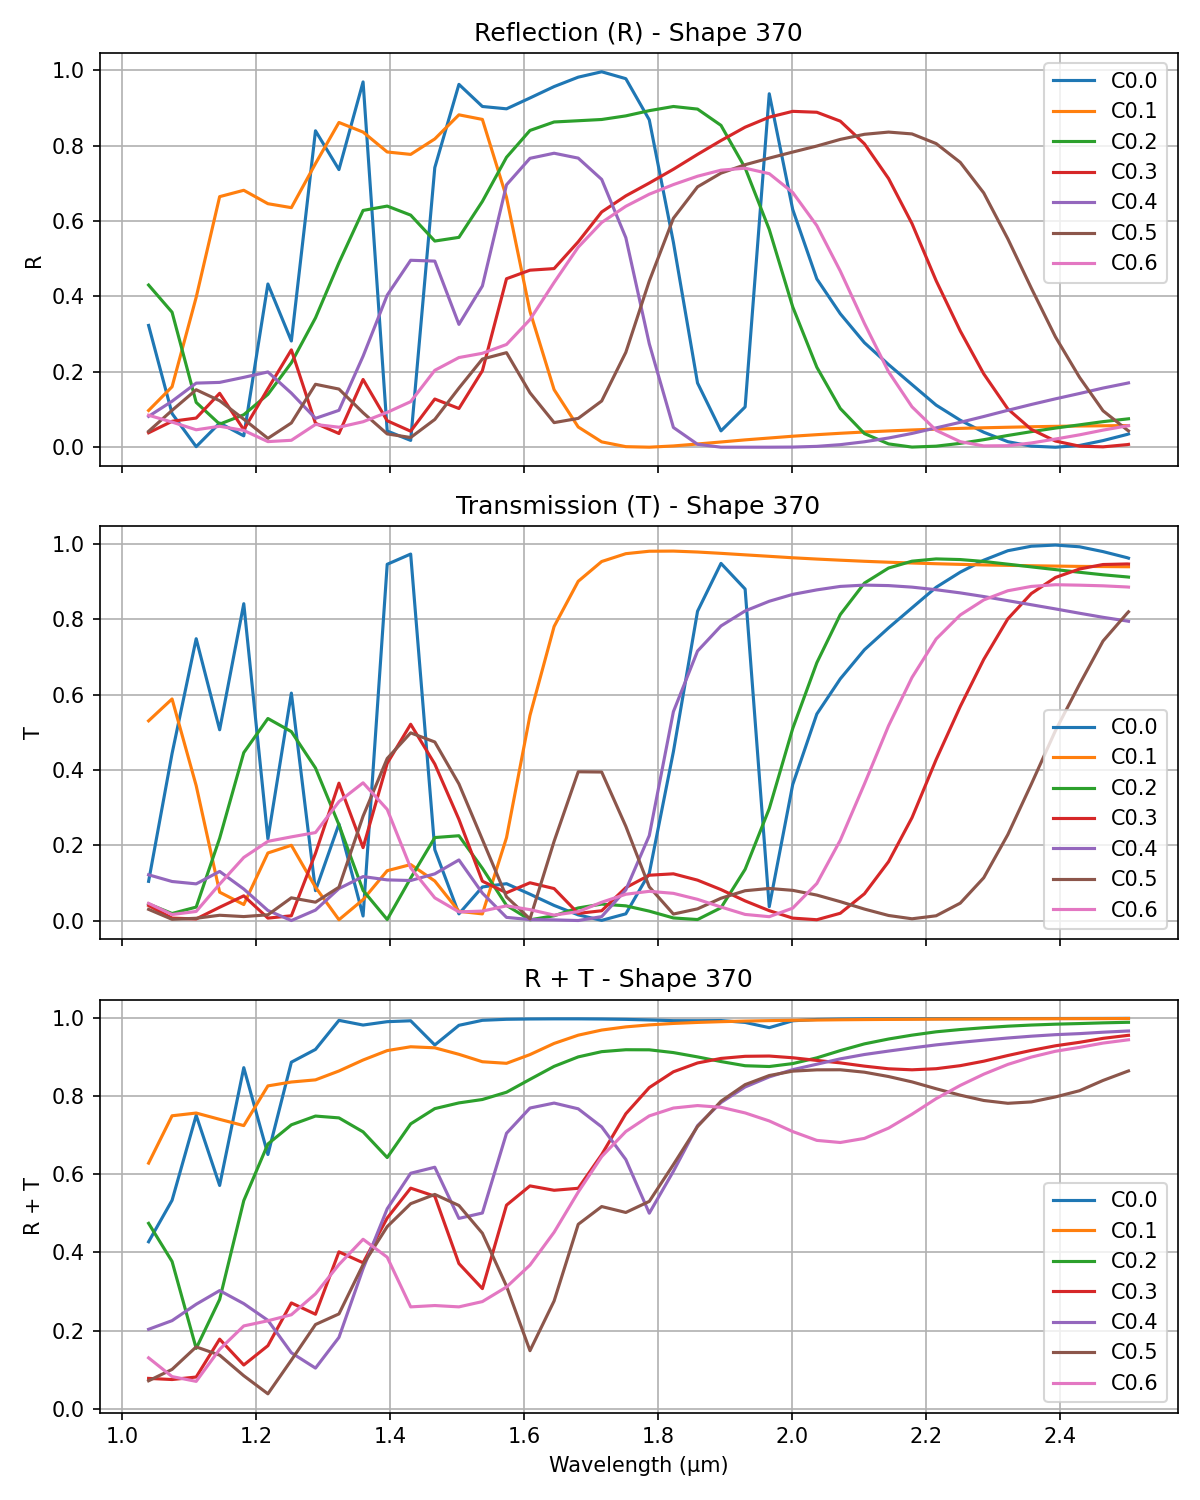 Reflection (R) - Shape 370
1.0
0.8
0.6
0.4
0.2
0.0
R
C0.0
C0.1
C0.2
C0.3
C0.4
C0.5
C0.6
Transmission (T) - Shape 370
1.0
0.8
0.6
0.4
0.2
0.0
T
C0.0
C0.1
C0.2
C0.3
C0.4
C0.5
C0.6
R + T - Shape 370
1.0
0.8
0.6
0.4
0.2
0.0
R + T
C0.0
C0.1
C0.2
C0.3
C0.4
C0.5
C0.6
1.0 1.2 1.4 1.6 1.8 2.0 2.2 2.4
Wavelength (μm)